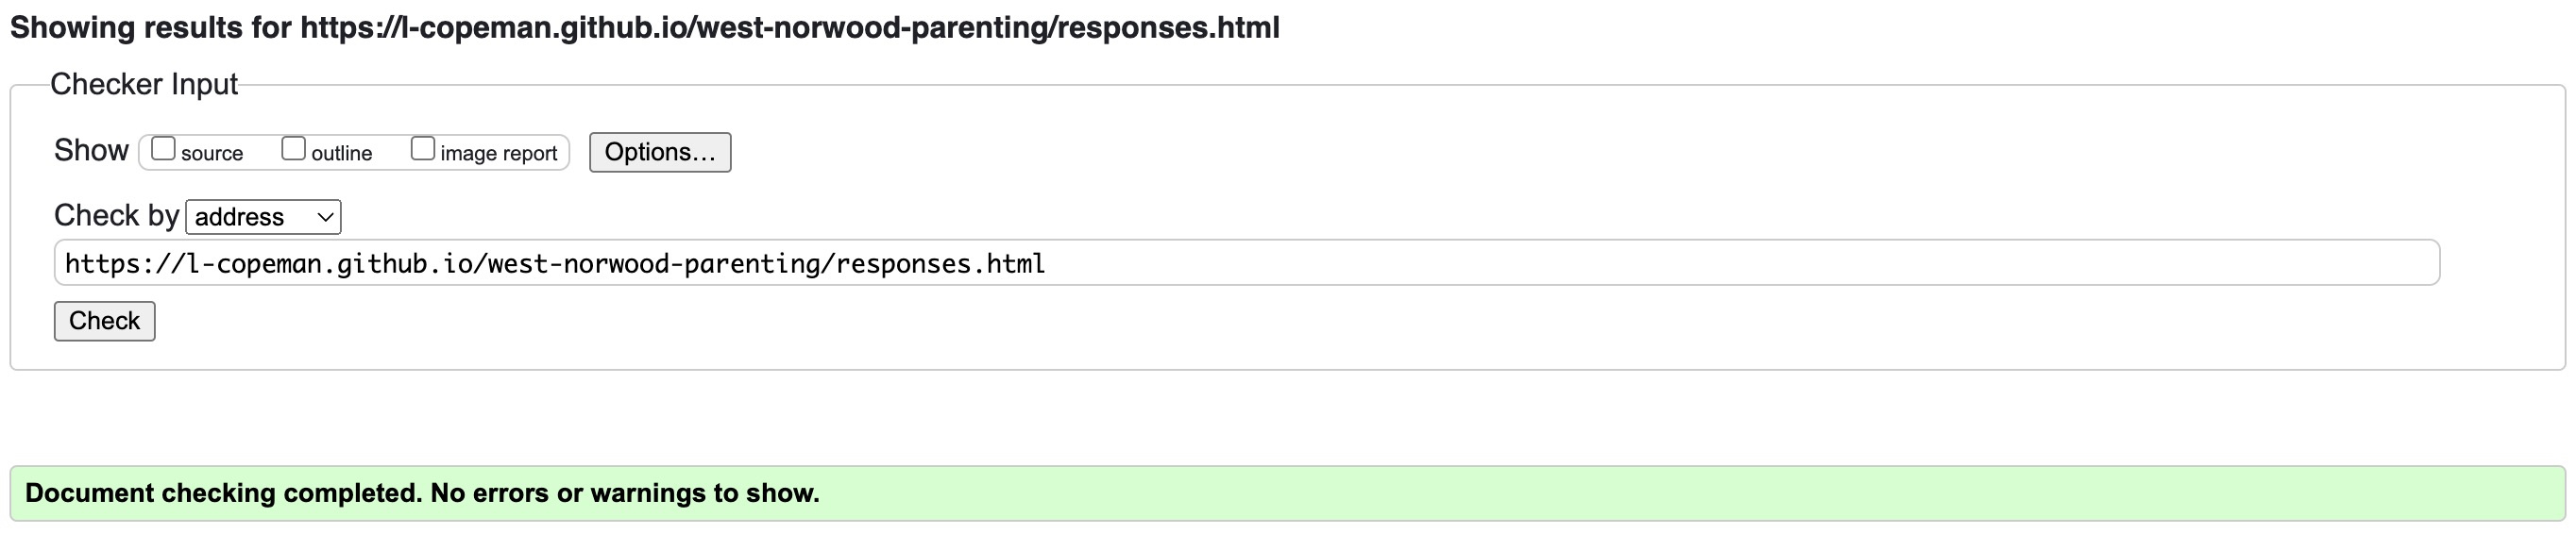 Showing results for https://l-copeman.github.io/west-norwood-parenting/responses.html
Checker Input
Show source outline image report Options…
Check by address
https://l-copeman.github.io/west-norwood-parenting/responses.html
Check
Document checking completed. No errors or warnings to show.